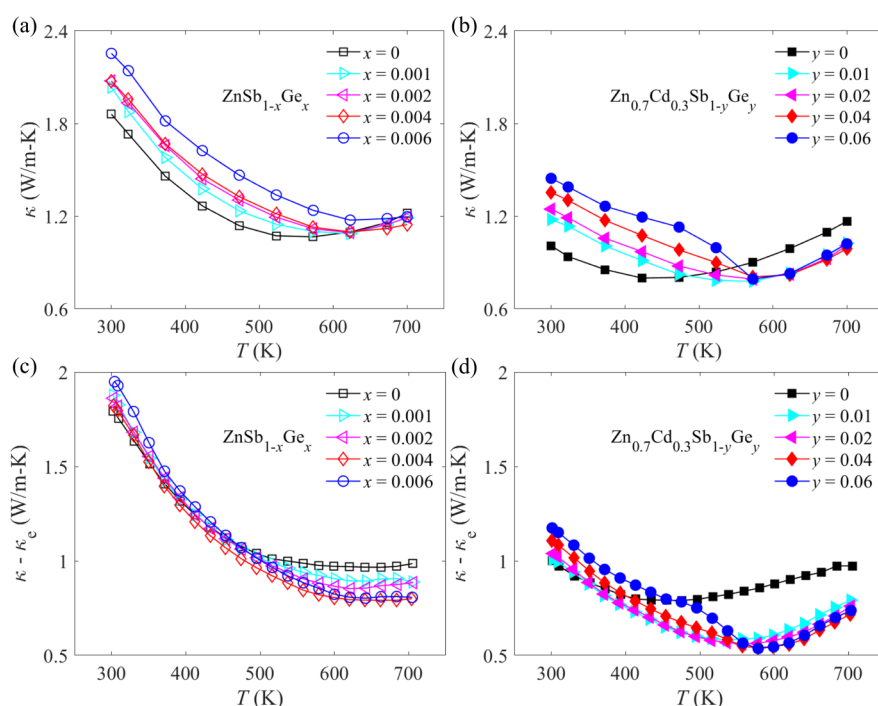 (a)
κ (W/m-K)
2.4
1.8
1.2
0.6
300 400 500 600 700
T (K)
ZnSb1-xGex
x = 0
x = 0.001
x = 0.002
x = 0.004
x = 0.006
(b)
κ (W/m-K)
2.4
1.8
1.2
0.6
300 400 500 600 700
T (K)
Zn0.7Cd0.3Sb1-yGey
y = 0
y = 0.01
y = 0.02
y = 0.04
y = 0.06
(c)
κ - κe (W/m-K)
2
1.5
1
0.5
300 400 500 600 700
T (K)
ZnSb1-xGex
x = 0
x = 0.001
x = 0.002
x = 0.004
x = 0.006
(d)
κ - κe (W/m-K)
2
1.5
1
0.5
300 400 500 600 700
T (K)
Zn0.7Cd0.3Sb1-yGey
y = 0
y = 0.01
y = 0.02
y = 0.04
y = 0.06